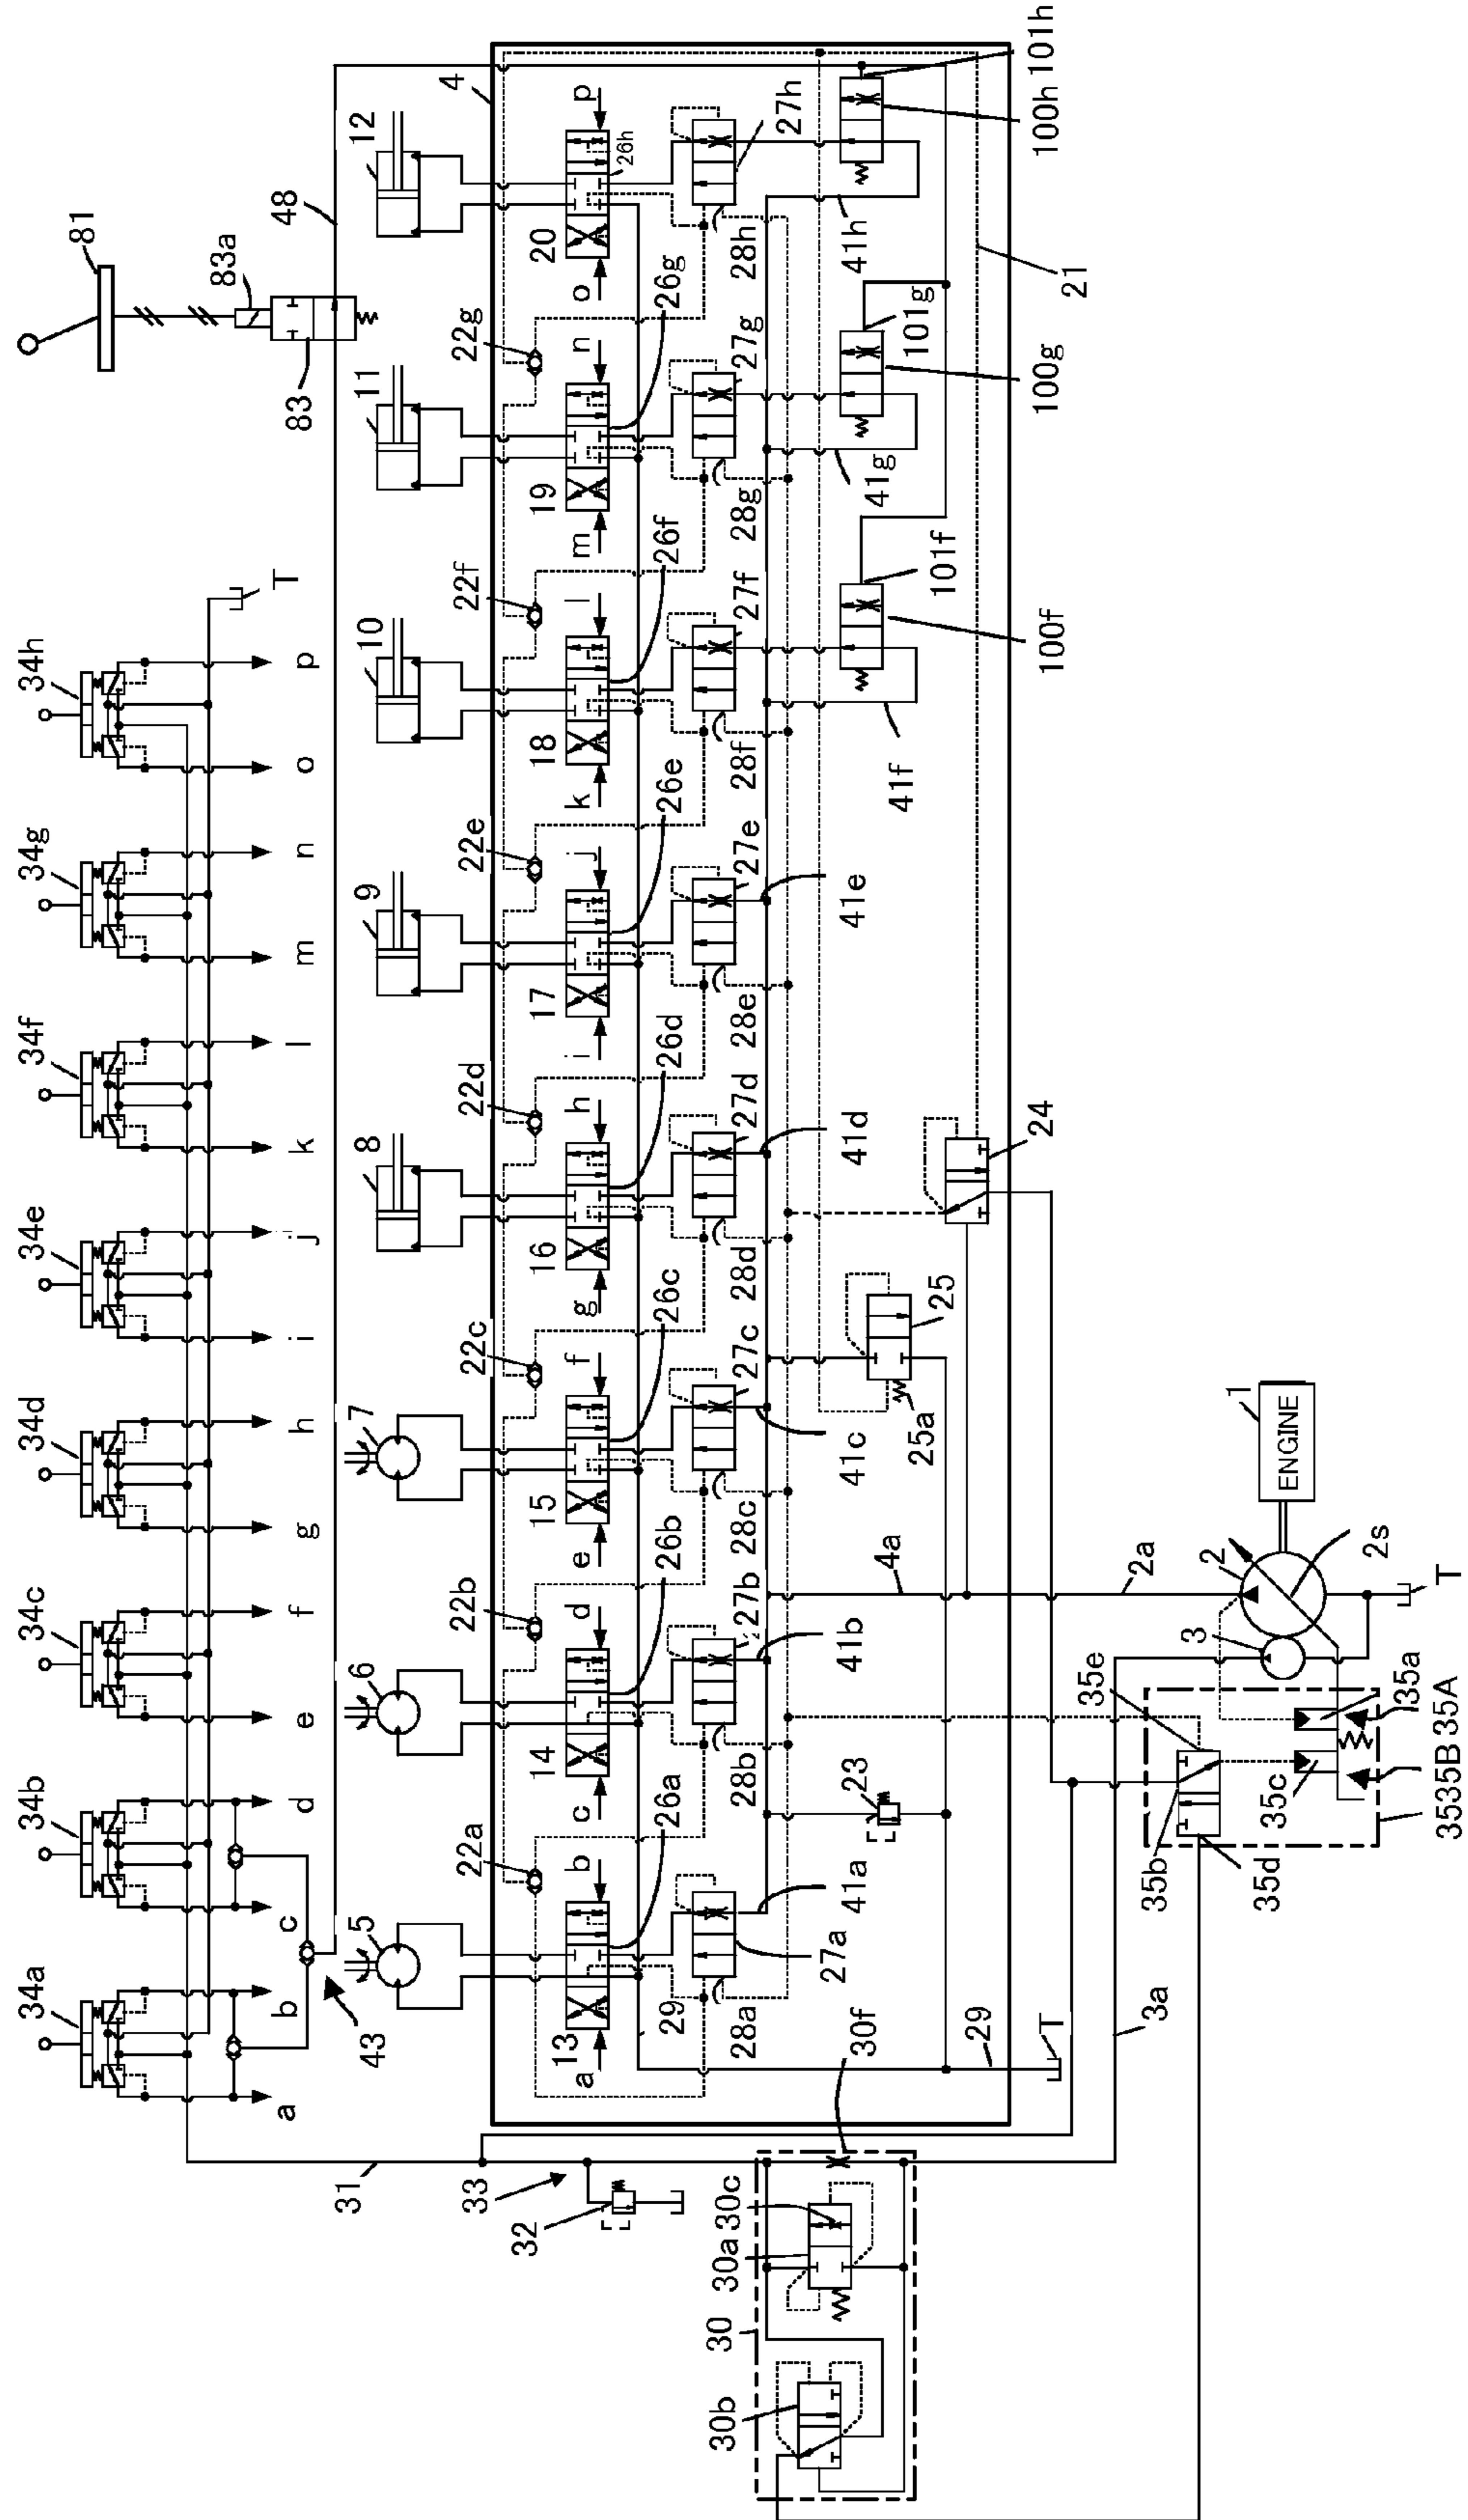 34a
34b
34c
34d
34e
34f
34g
34h
T
a
b
c
d
e
f
g
h
i
j
k
l
m
n
o
p
43
81
83a
83
48
5
6
7
8
9
10
11
12
4
22a
22b
22c
22d
22e
22f
22g
13
14
15
16
17
18
19
20
a
b
c
d
e
f
g
h
i
j
k
l
m
n
o
p
26a
26b
26c
26d
26e
26f
26g
26h
29
28a
28b
28c
28d
28e
28f
28g
28h
27a
27b
27c
27d
27e
27f
27g
27h
41a
41b
41c
41d
41e
41f
41g
41h
101f
101g
101h
100f
100g
100h
21
23
25
25a
24
4a
30f
29
T
31
33
32
30
30a
30c
30b
3a
2a
2
2s
3
1
ENGINE
T
35e
35b
35d
35c
35a
35A
35B
35